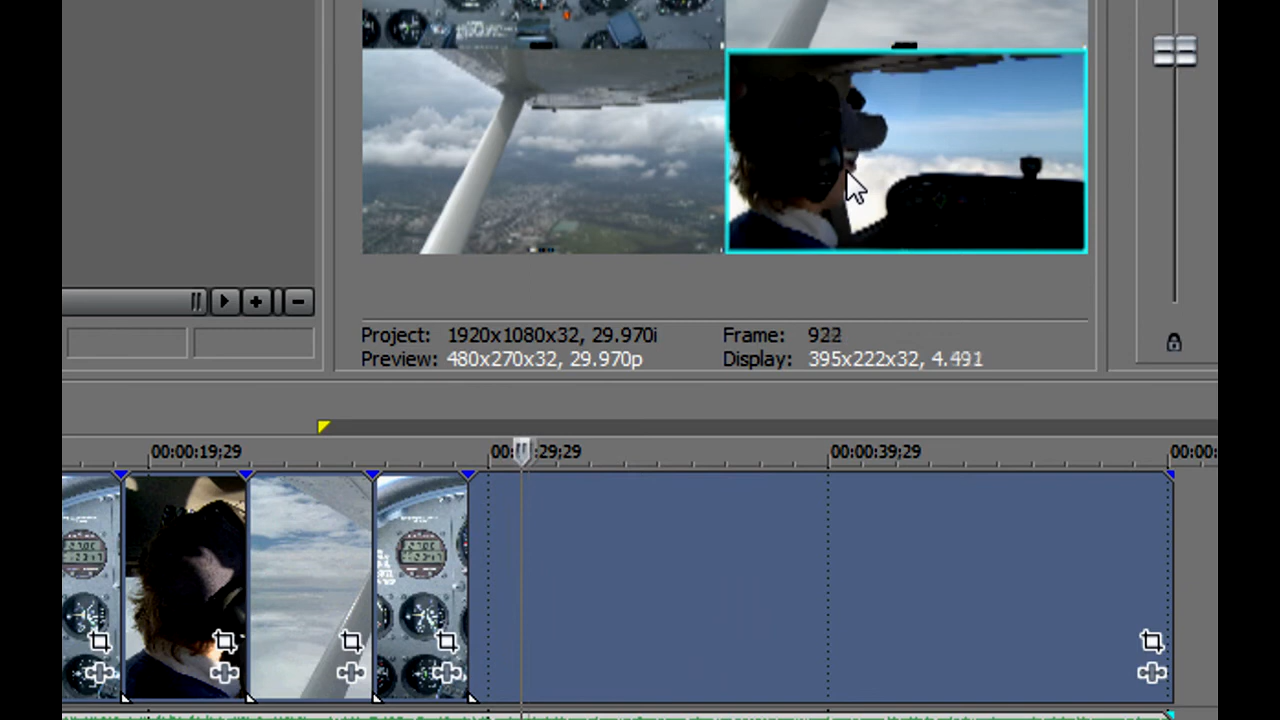 Project: 1920x1080x32, 29.970i Frame: 922
Preview: 480x270x32, 29.970p Display: 395x222x32, 4.491
00:00:19;29 00:00:29;29 00:00:39;29 00:00: